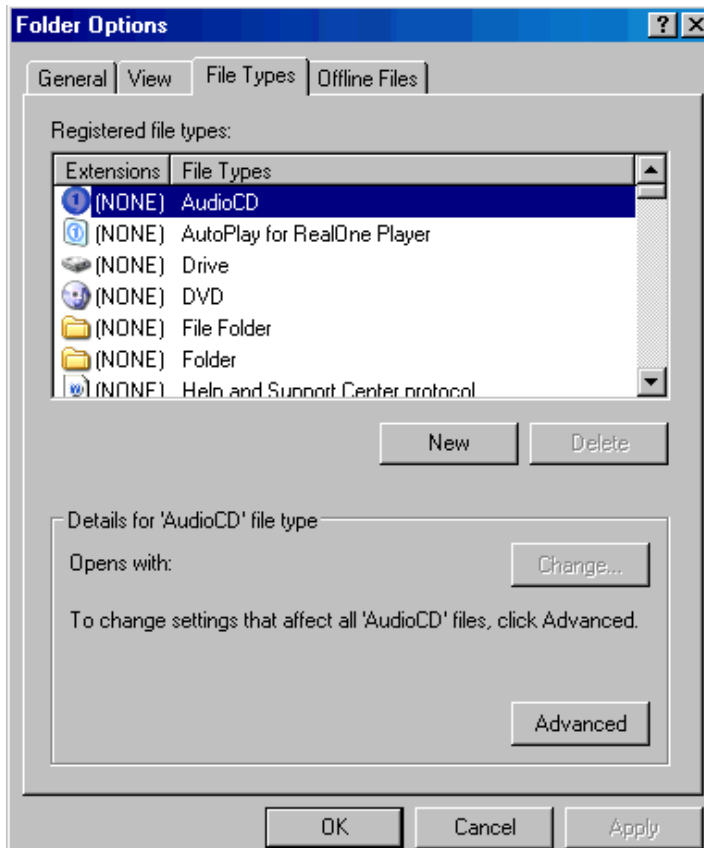 Folder Options
General View File Types Offline Files
Registered file types:
Extensions File Types
(NONE) AudioCD
(NONE) AutoPlay for RealOne Player
(NONE) Drive
(NONE) DVD
(NONE) File Folder
(NONE) Folder
(NONE) Help and Support Center protocol
New Delete
Details for 'AudioCD' file type
Opens with: Change...
To change settings that affect all 'AudioCD' files, click Advanced.
Advanced
OK Cancel Apply